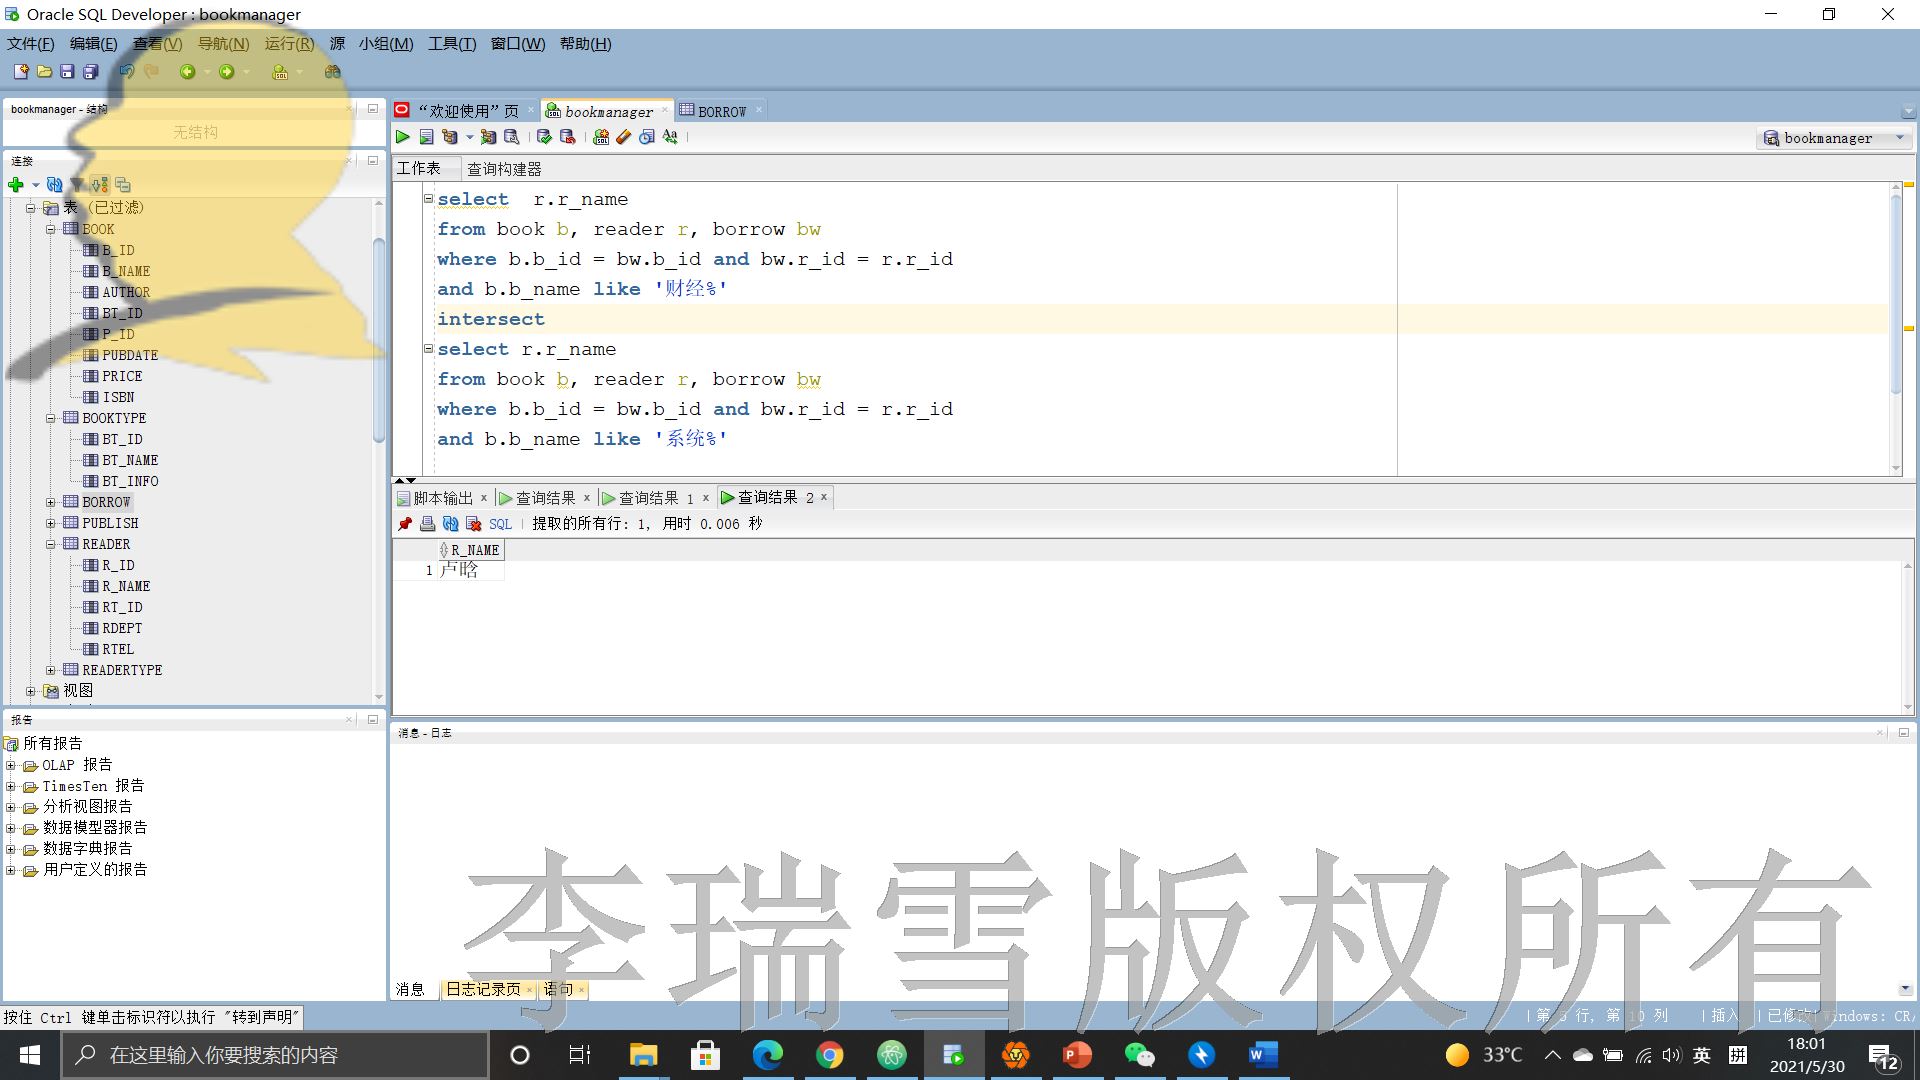 Oracle SQL Developer : bookmanager
文件(F) 编辑(E) 查看(V) 导航(N) 运行(R) 源 小组(M) 工具(T) 窗口(W) 帮助(H)
bookmanager - 结构
无结构
连接
表 (已过滤)
BOOK
B_ID
B_NAME
AUTHOR
BT_ID
P_ID
PUBDATE
PRICE
ISBN
BOOKTYPE
BT_ID
BT_NAME
BT_INFO
BORROW
PUBLISH
READER
R_ID
R_NAME
RT_ID
RDEPT
RTEL
READERTYPE
视图
报告
所有报告
OLAP 报告
TimesTen 报告
分析视图报告
数据模型器报告
数据字典报告
用户定义的报告
“欢迎使用”页 bookmanager BORROW
bookmanager
工作表 查询构建器
select  r.r_name
from book b, reader r, borrow bw
where b.b_id = bw.b_id and bw.r_id = r.r_id
and b.b_name like '财经%'
intersect
select r.r_name
from book b, reader r, borrow bw
where b.b_id = bw.b_id and bw.r_id = r.r_id
and b.b_name like '系统%'
脚本输出 查询结果 查询结果 1 查询结果 2
SQL 提取的所有行: 1, 用时 0.006 秒
R_NAME
1 卢晗
消息 - 日志
李瑞雪版权所有
消息 日志记录页 语句
按住 Ctrl 键单击标识符以执行 "转到声明"
第 5 行, 第 10 列 插入 已修改 Windows: CR/
在这里输入你要搜索的内容
33℃
英
拼
18:01
2021/5/30
12